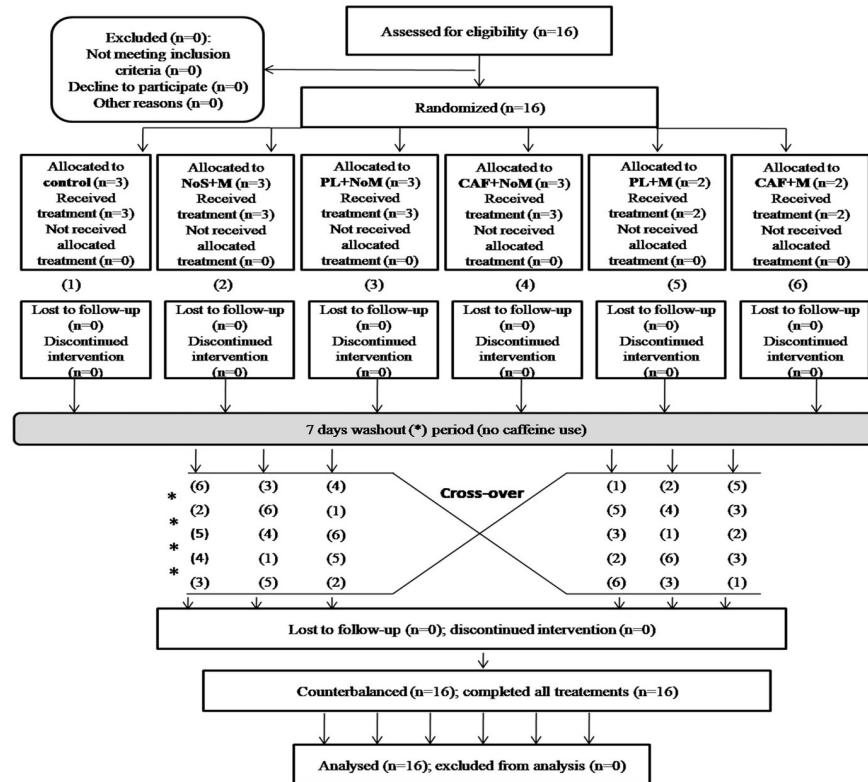 Assessed for eligibility (n=16)
Excluded (n=0):
Not meeting inclusion
criteria (n=0)
Decline to participate (n=0)
Other reasons (n=0)
Randomized (n=16)
Allocated to
control (n=3)
Received
treatment (n=3)
Not received
allocated
treatment (n=0)
Allocated to
NoS+M (n=3)
Received
treatment (n=3)
Not received
allocated
treatment (n=0)
Allocated to
PL+NoM (n=3)
Received
treatment (n=3)
Not received
allocated
treatment (n=0)
Allocated to
CAF+NoM (n=3)
Received
treatment (n=3)
Not received
allocated
treatment (n=0)
Allocated to
PL+M (n=2)
Received
treatment (n=2)
Not received
allocated
treatment (n=0)
Allocated to
CAF+M (n=2)
Received
treatment (n=2)
Not received
allocated
treatment (n=0)
(1) (2) (3) (4) (5) (6)
Lost to follow-up
(n=0)
Discontinued
intervention
(n=0)
Lost to follow-up
(n=0)
Discontinued
intervention
(n=0)
Lost to follow-up
(n=0)
Discontinued
intervention
(n=0)
Lost to follow-up
(n=0)
Discontinued
intervention
(n=0)
Lost to follow-up
(n=0)
Discontinued
intervention
(n=0)
Lost to follow-up
(n=0)
Discontinued
intervention
(n=0)
7 days washout (*) period (no caffeine use)
(6) (3) (4) Cross-over (1) (2) (5)
*
(2) (6) (1) (5) (4) (3)
*
(5) (4) (6) (3) (1) (2)
*
(4) (1) (5) (2) (6) (3)
*
(3) (5) (2) (6) (3) (1)
Lost to follow-up (n=0); discontinued intervention (n=0)
Counterbalanced (n=16); completed all treatements (n=16)
Analysed (n=16); excluded from analysis (n=0)